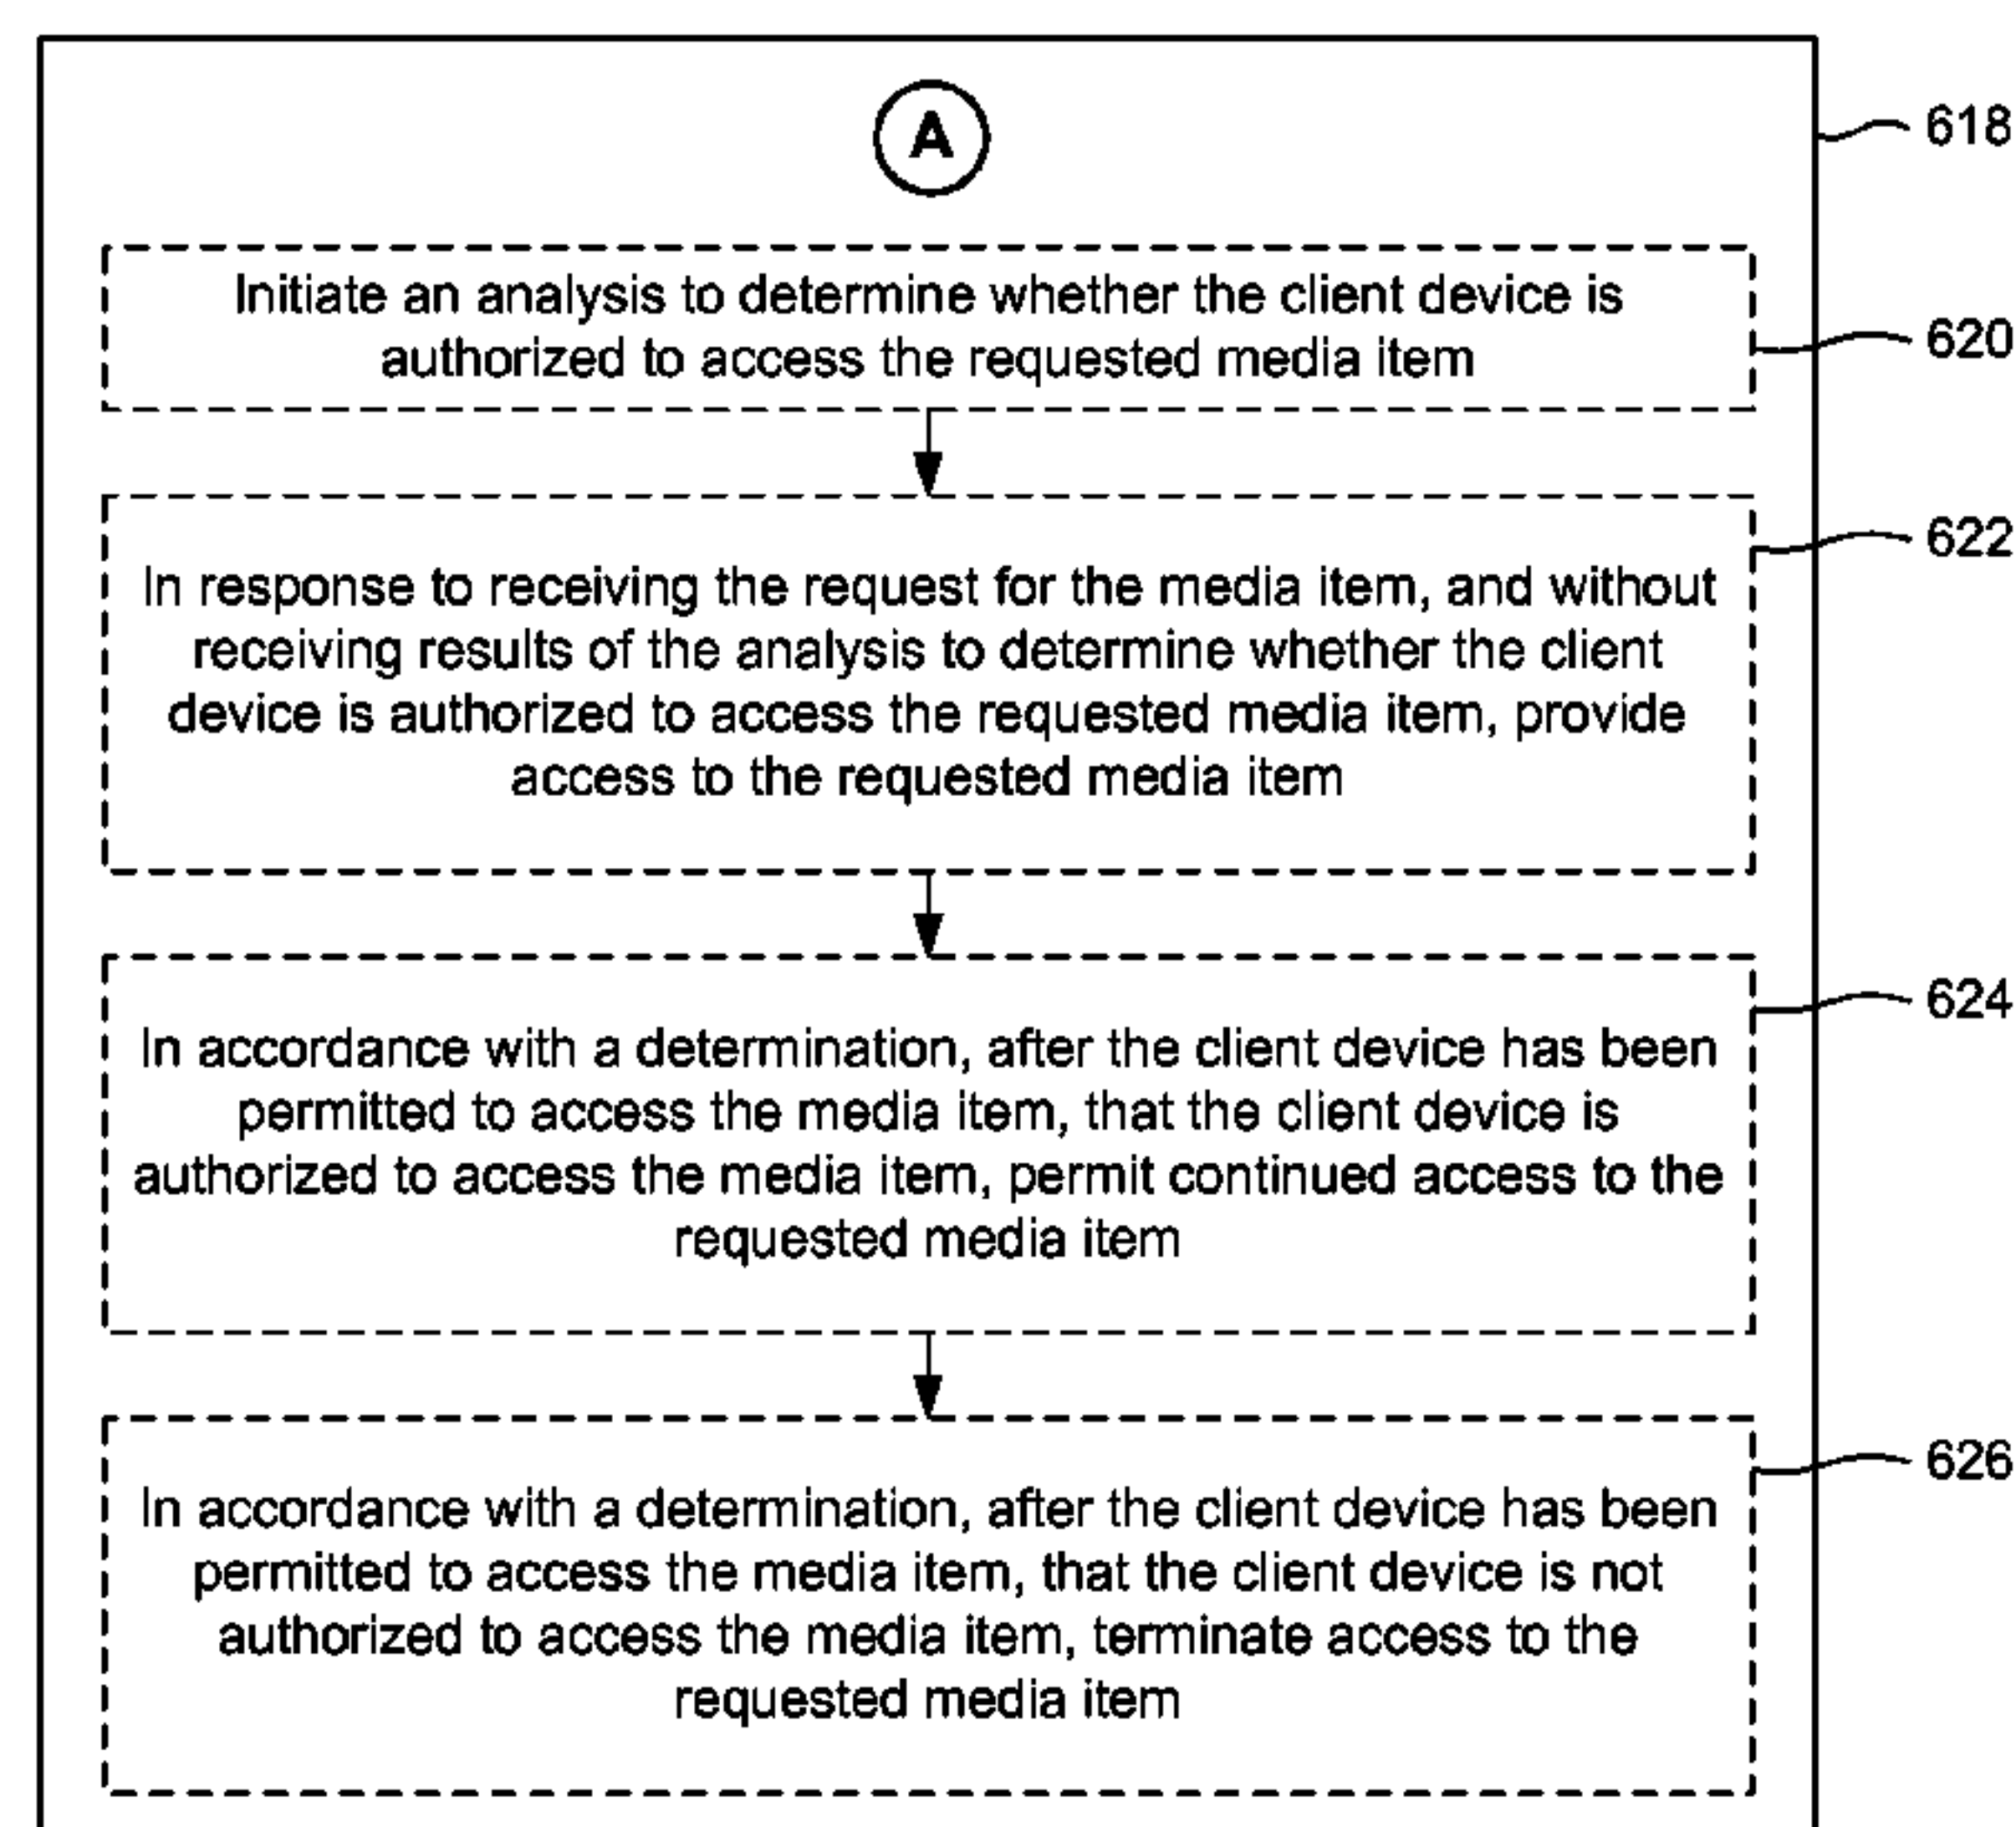 A
618
Initiate an analysis to determine whether the client device is
authorized to access the requested media item
620
In response to receiving the request for the media item, and without
receiving results of the analysis to determine whether the client
device is authorized to access the requested media item, provide
access to the requested media item
622
In accordance with a determination, after the client device has been
permitted to access the media item, that the client device is
authorized to access the media item, permit continued access to the
requested media item
624
In accordance with a determination, after the client device has been
permitted to access the media item, that the client device is not
authorized to access the media item, terminate access to the
requested media item
626